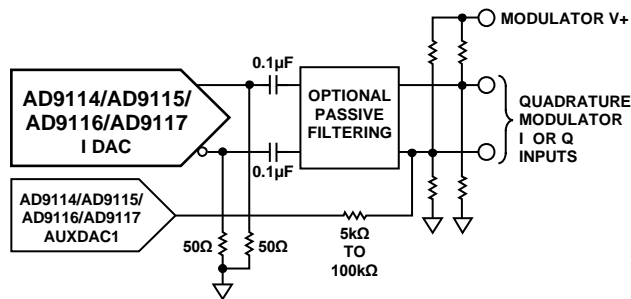 MODULATOR V+
0.1µF
AD9114/AD9115/
AD9116/AD9117
I DAC
OPTIONAL
PASSIVE
FILTERING
QUADRATURE
MODULATOR
I OR Q
INPUTS
0.1µF
AD9114/AD9115/
AD9116/AD9117
AUXDAC1
50Ω
50Ω
5kΩ
TO
100kΩ